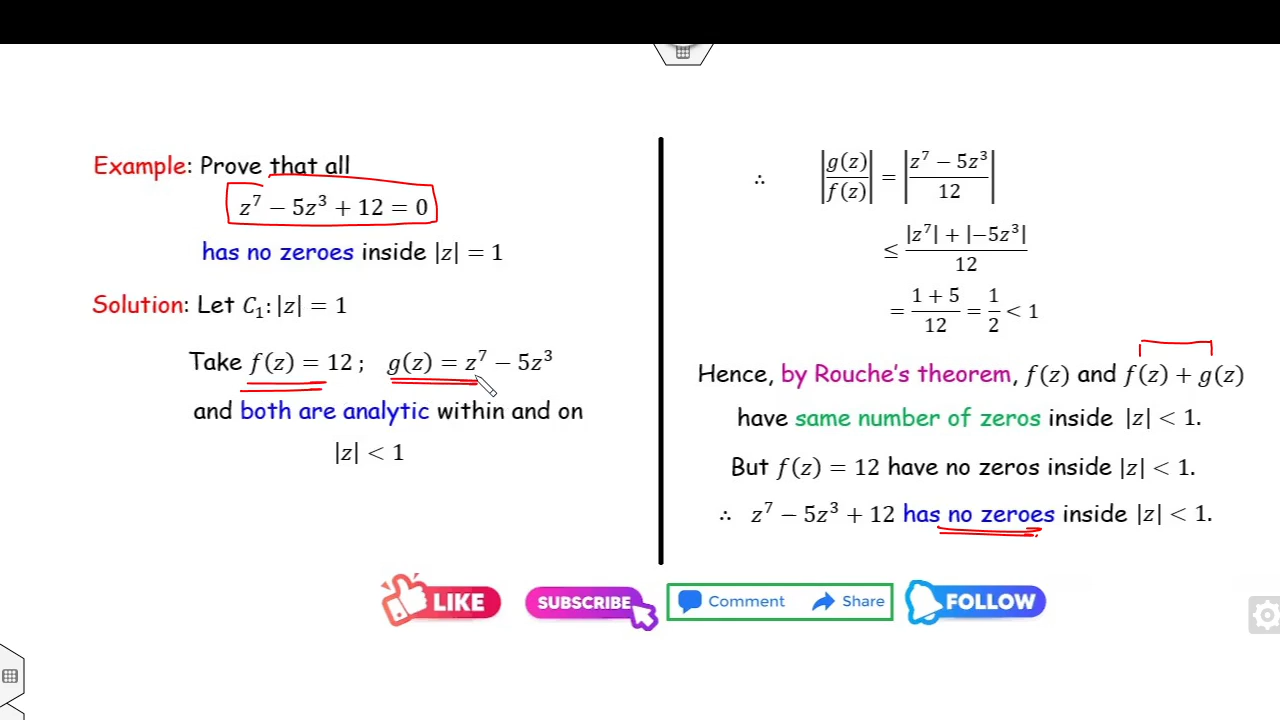 Example: Prove that all
z⁷ − 5z³ + 12 = 0
has no zeroes inside |z| = 1
Solution: Let C₁: |z| = 1
Take f(z) = 12 ; g(z) = z⁷ − 5z³
and both are analytic within and on
|z| < 1
∴ |g(z)/f(z)| = |(z⁷ − 5z³)/12|
≤ (|z⁷| + |−5z³|)/12
= (1 + 5)/12 = 1/2 < 1
Hence, by Rouche's theorem, f(z) and f(z) + g(z)
have same number of zeros inside |z| < 1.
But f(z) = 12 have no zeros inside |z| < 1.
∴ z⁷ − 5z³ + 12 has no zeroes inside |z| < 1.
LIKE SUBSCRIBE Comment Share FOLLOW